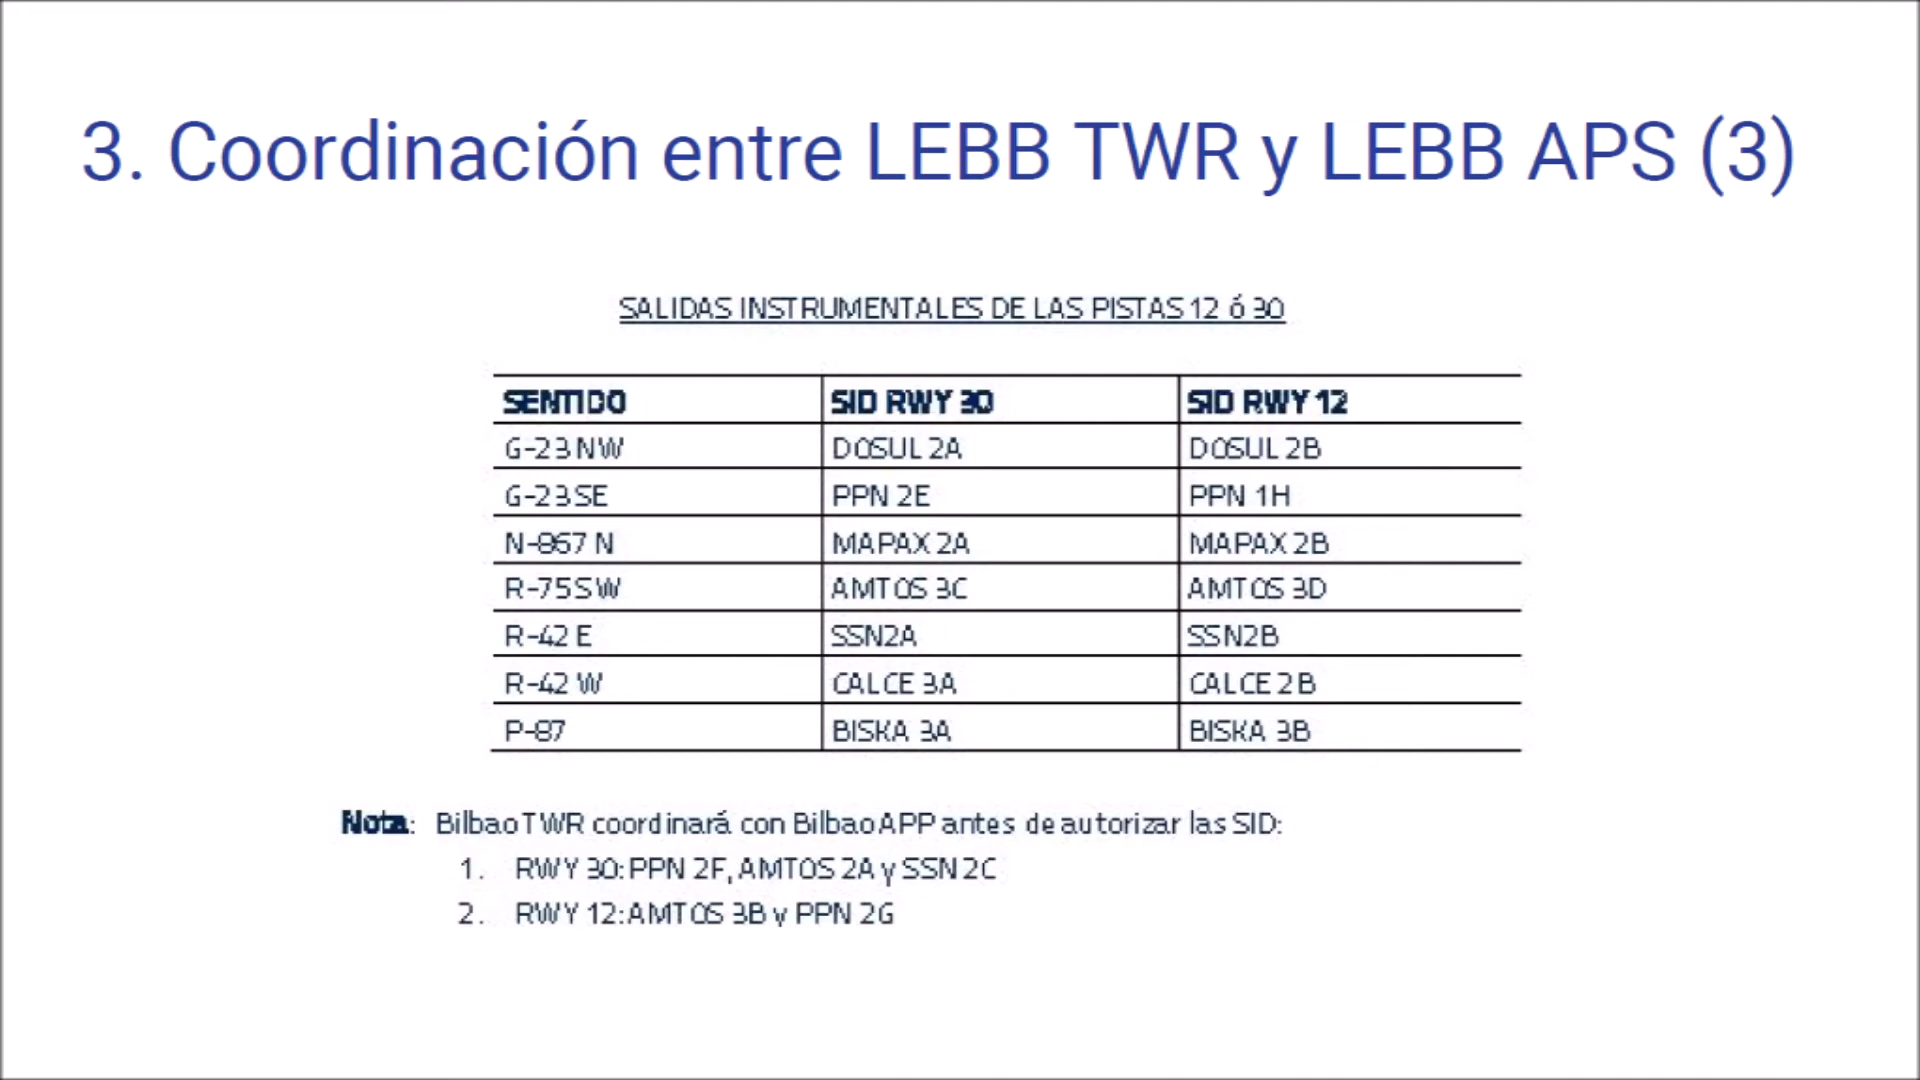 3. Coordinación entre LEBB TWR y LEBB APS (3)
SALIDAS INSTRUMENTALES DE LAS PISTAS 12 ó 30
SENTIDO SID RWY 30 SID RWY 12
G-23 NW DOSUL 2A DOSUL 2B
G-23 SE PPN 2E PPN 1H
N-867 N MAPAX 2A MAPAX 2B
R-75 SW AMTOS 3C AMTOS 3D
R-42 E SSN2A SSN2B
R-42 W CALCE 3A CALCE 2B
P-87 BISKA 3A BISKA 3B
Nota: Bilbao TWR coordinará con Bilbao APP antes de autorizar las SID:
1. RWY 30: PPN 2F, AMTOS 2A y SSN 2C
2. RWY 12: AMTOS 3B y PPN 2G